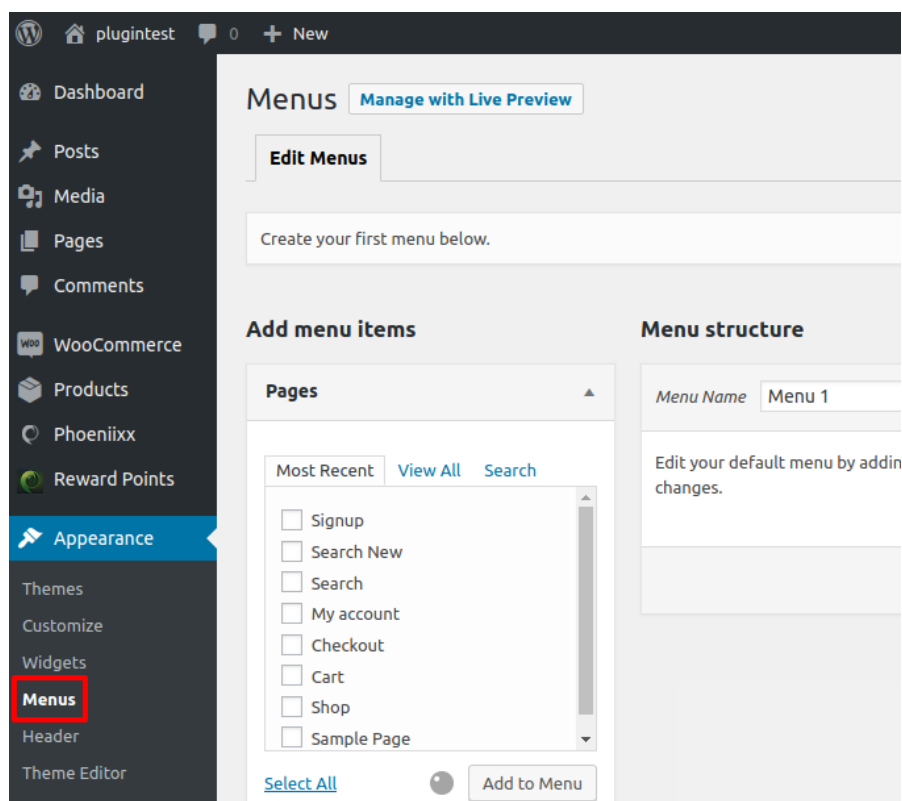 plugintest 0 + New
Dashboard
Posts
Media
Pages
Comments
WOO WooCommerce
Products
Phoeniixx
Reward Points
Appearance
Themes
Customize
Widgets
Menus
Header
Theme Editor
Menus Manage with Live Preview
Edit Menus
Create your first menu below.
Add menu items
Pages
Most Recent View All Search
Signup
Search New
Search
My account
Checkout
Cart
Shop
Sample Page
Select All Add to Menu
Menu structure
Menu Name Menu 1
Edit your default menu by addin
changes.